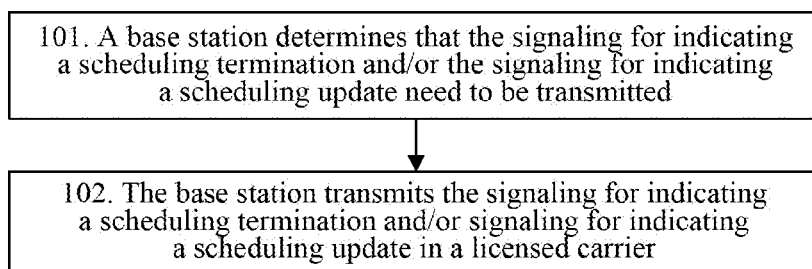 101. A base station determines that the signaling for indicating
a scheduling termination and/or the signaling for indicating
a scheduling update need to be transmitted
102. The base station transmits the signaling for indicating
a scheduling termination and/or signaling for indicating
a scheduling update in a licensed carrier